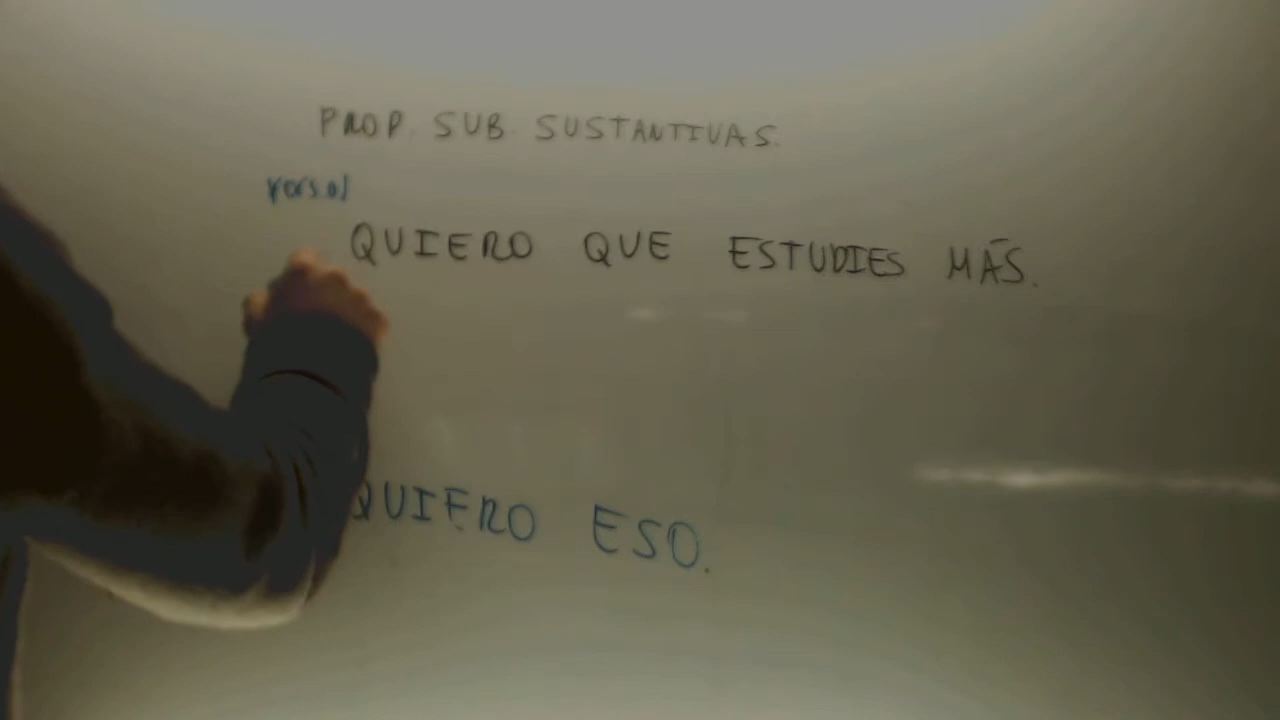 PROP. SUB. SUSTANTIVAS.
QUIERO QUE ESTUDIES MÁS.
QUIERO ESO.